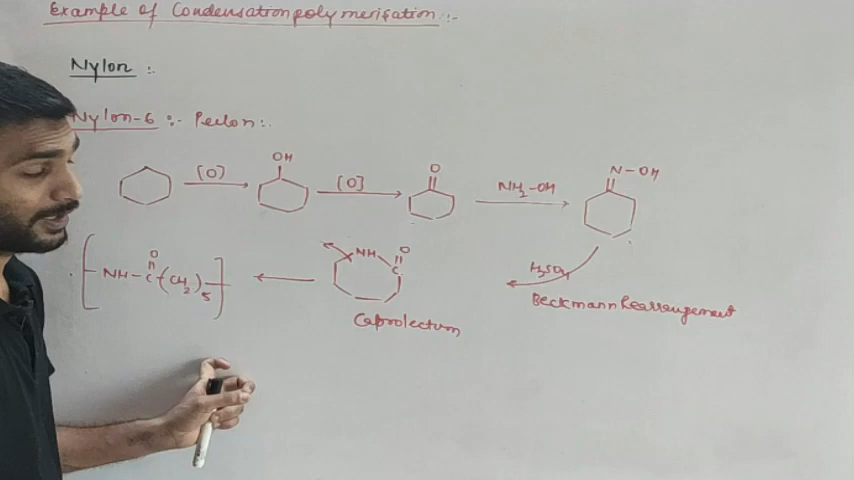 Example of Condensation polymerisation :-
Nylon :-
Nylon-6 :- Perlon :-
OH
[O]
[O]
O
NH2-OH
N-OH
H2SO4
Beckmann Rearrangement
NH
O
C
Caprolectum
O
NH-C-(CH2)5